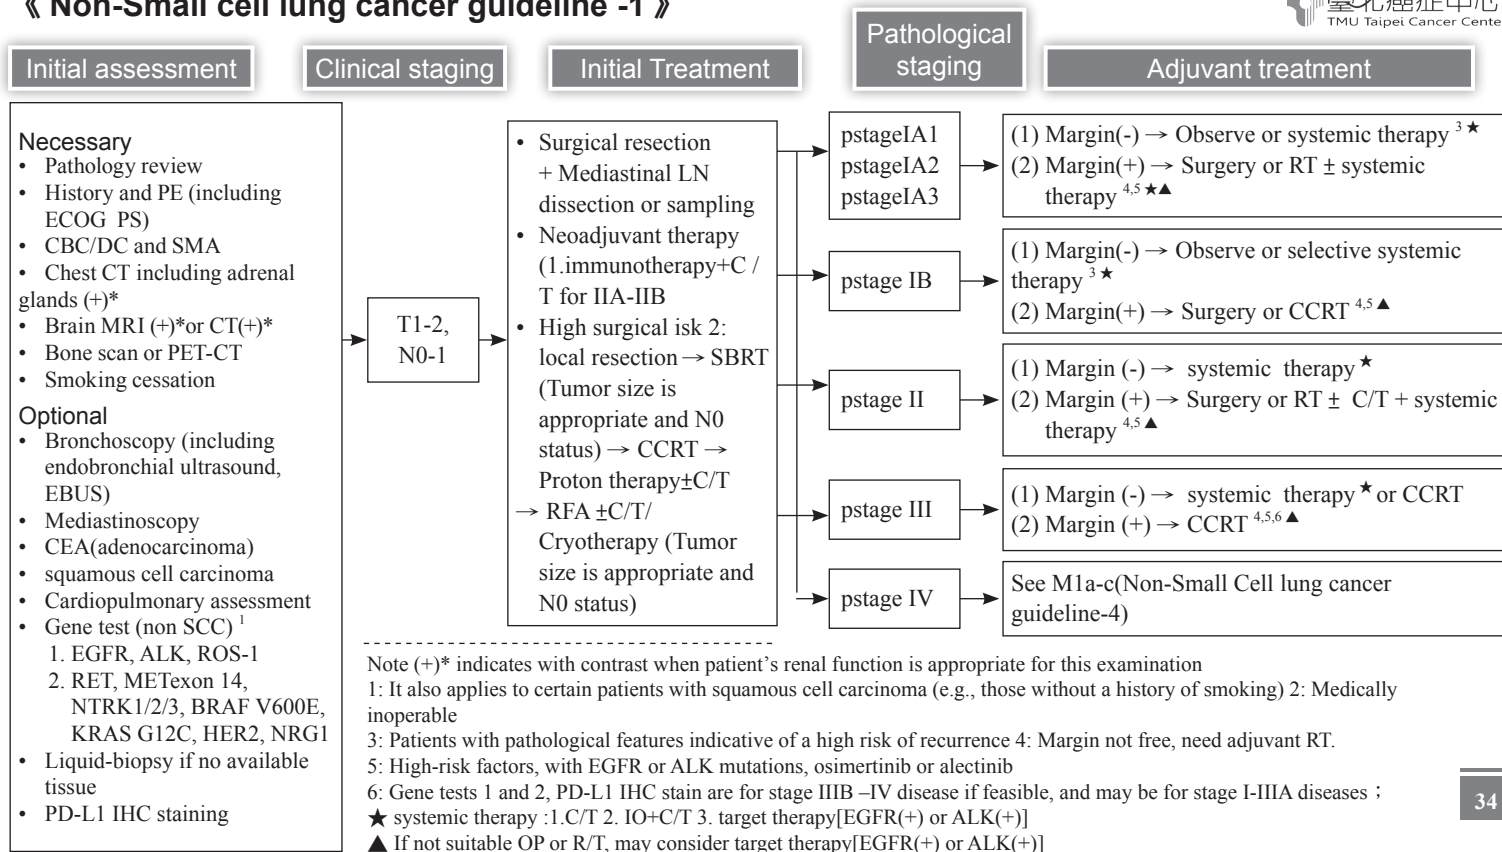 《 Non-Small cell lung cancer guideline -1 》
臺北癌症中心
TMU Taipei Cancer Cente
Initial assessment
Clinical staging
Initial Treatment
Pathological
staging
Adjuvant treatment
Necessary
• Pathology review
• History and PE (including
ECOG PS)
• CBC/DC and SMA
• Chest CT including adrenal
glands (+)*
• Brain MRI (+)*or CT(+)*
• Bone scan or PET-CT
• Smoking cessation
Optional
• Bronchoscopy (including
endobronchial ultrasound,
EBUS)
• Mediastinoscopy
• CEA(adenocarcinoma)
• squamous cell carcinoma
• Cardiopulmonary assessment
• Gene test (non SCC) 1
1. EGFR, ALK, ROS-1
2. RET, METexon 14,
NTRK1/2/3, BRAF V600E,
KRAS G12C, HER2, NRG1
• Liquid-biopsy if no available
tissue
• PD-L1 IHC staining
T1-2,
N0-1
• Surgical resection
+ Mediastinal LN
dissection or sampling
• Neoadjuvant therapy
(1.immunotherapy+C /
T for IIA-IIB
• High surgical isk 2:
local resection → SBRT
(Tumor size is
appropriate and N0
status) → CCRT →
Proton therapy±C/T
→ RFA ±C/T/
Cryotherapy (Tumor
size is appropriate and
N0 status)
pstageIA1
pstageIA2
pstageIA3
(1) Margin(-) → Observe or systemic therapy 3 ★
(2) Margin(+) → Surgery or RT ± systemic
therapy 4,5 ★▲
pstage IB
(1) Margin(-) → Observe or selective systemic
therapy 3 ★
(2) Margin(+) → Surgery or CCRT 4,5 ▲
pstage II
(1) Margin (-) → systemic therapy ★
(2) Margin (+) → Surgery or RT ± C/T + systemic
therapy 4,5 ▲
pstage III
(1) Margin (-) → systemic therapy ★ or CCRT
(2) Margin (+) → CCRT 4,5,6 ▲
pstage IV
See M1a-c(Non-Small Cell lung cancer
guideline-4)
Note (+)* indicates with contrast when patient's renal function is appropriate for this examination
1: It also applies to certain patients with squamous cell carcinoma (e.g., those without a history of smoking) 2: Medically
inoperable
3: Patients with pathological features indicative of a high risk of recurrence 4: Margin not free, need adjuvant RT.
5: High-risk factors, with EGFR or ALK mutations, osimertinib or alectinib
6: Gene tests 1 and 2, PD-L1 IHC stain are for stage IIIB –IV disease if feasible, and may be for stage I-IIIA diseases；
★ systemic therapy :1.C/T 2. IO+C/T 3. target therapy[EGFR(+) or ALK(+)]
▲ If not suitable OP or R/T, may consider target therapy[EGFR(+) or ALK(+)]
34